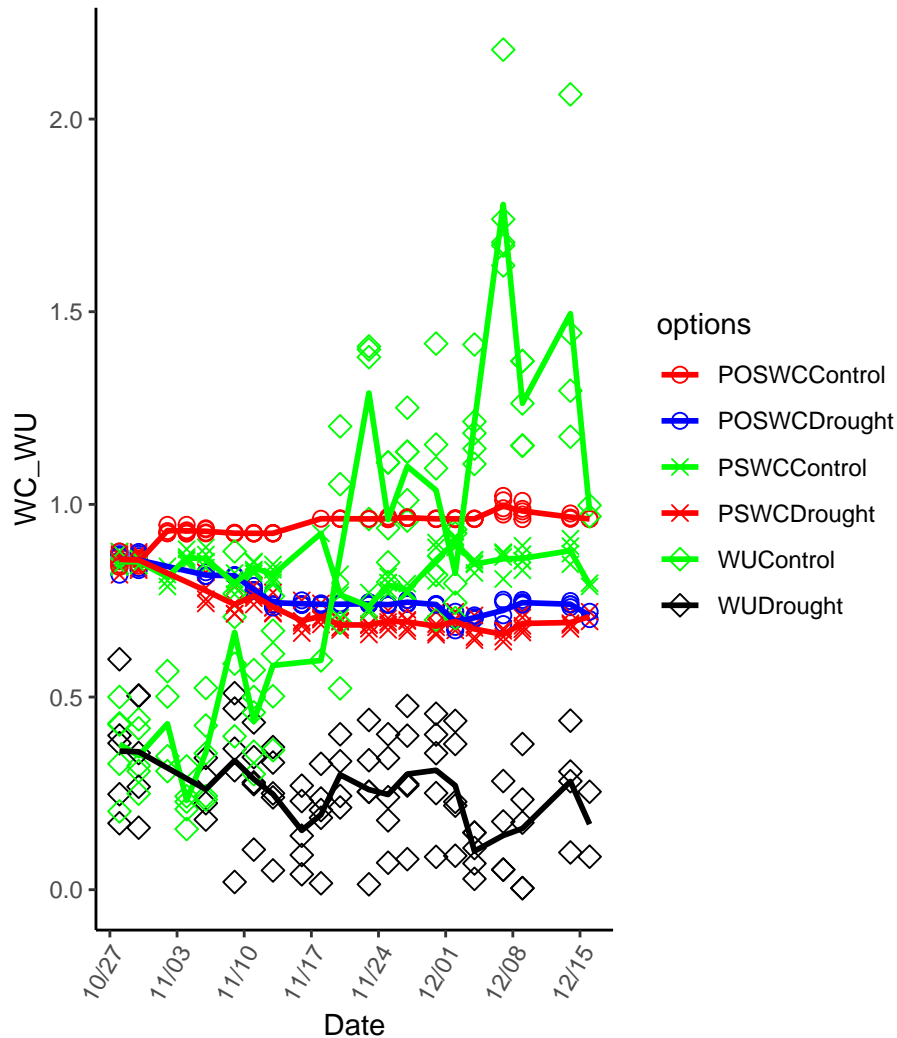 WC_WU
2.0
1.5
1.0
0.5
0.0
10/27
11/03
11/10
11/17
11/24
12/01
12/08
12/15
Date
options
POSWCControl
POSWCDrought
PSWCControl
PSWCDrought
WUControl
WUDrought